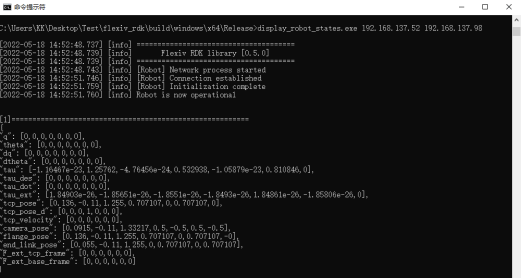 命令提示符
C:\Users\KK\Desktop\Test\flexiv_rdk\build\windows\x64\Release>display_robot_states.exe 192.168.137.52 192.168.137.98
[2022-05-18 14:52:48.737] [info] =====================================
[2022-05-18 14:52:48.739] [info]       Flexiv RDK library [0.5.0]
[2022-05-18 14:52:48.739] [info] =====================================
[2022-05-18 14:52:48.743] [info] [Robot] Network process started
[2022-05-18 14:52:51.746] [info] [Robot] Connection established
[2022-05-18 14:52:51.759] [info] [Robot] Initialization complete
[2022-05-18 14:52:51.760] Robot is now operational
[1]=========================================================
{
"q": [0,0,0,0,0,0,0],
"theta": [0,0,0,0,0,0,0],
"dq": [0,0,0,0,0,0,0],
"dtheta": [0,0,0,0,0,0,0],
"tau": [-1.16467e-23,1.25762,-4.76456e-24,0.532938,-1.05879e-23,0.810846,0],
"tau_des": [0,0,0,0,0,0,0],
"tau_dot": [0,0,0,0,0,0,0],
"tau_ext": [1.84903e-26,-1.85651e-26,-1.8551e-26,-1.8493e-26,1.84861e-26,-1.85806e-26,0],
"tcp_pose": [0.136,-0.11,1.255,0.707107,0,0.707107,0],
"tcp_pose_d": [0,0,0,1,0,0,0],
"tcp_velocity": [0,0,0,0,0,0],
"camera_pose": [0.0915,-0.11,1.33217,0.5,-0.5,0.5,-0.5],
"flange_pose": [0.136,-0.11,1.255,0.707107,0,0.707107,-0],
"end_link_pose": [0.055,-0.11,1.255,0,0.707107,0,0.707107],
"F_ext_tcp_frame": [0,0,0,0,0,0],
"F_ext_base_frame": [0,0,0,0,0,0]
}